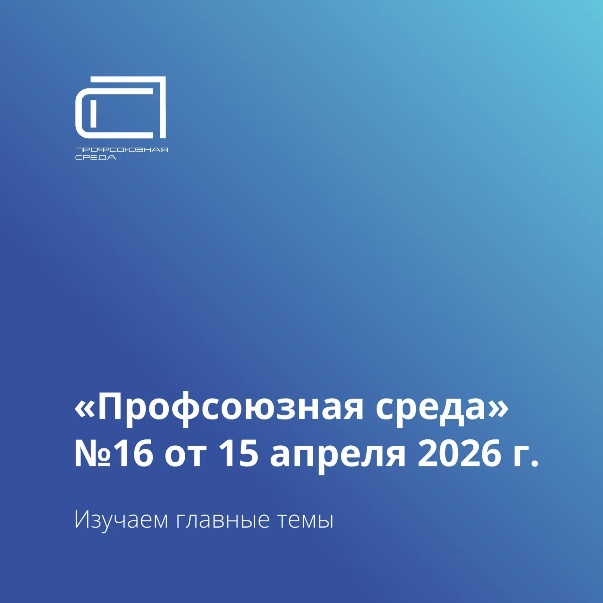 ПРОФСОЮЗНАЯ
СРЕДА
«Профсоюзная среда»
№16 от 15 апреля 2026 г.
Изучаем главные темы